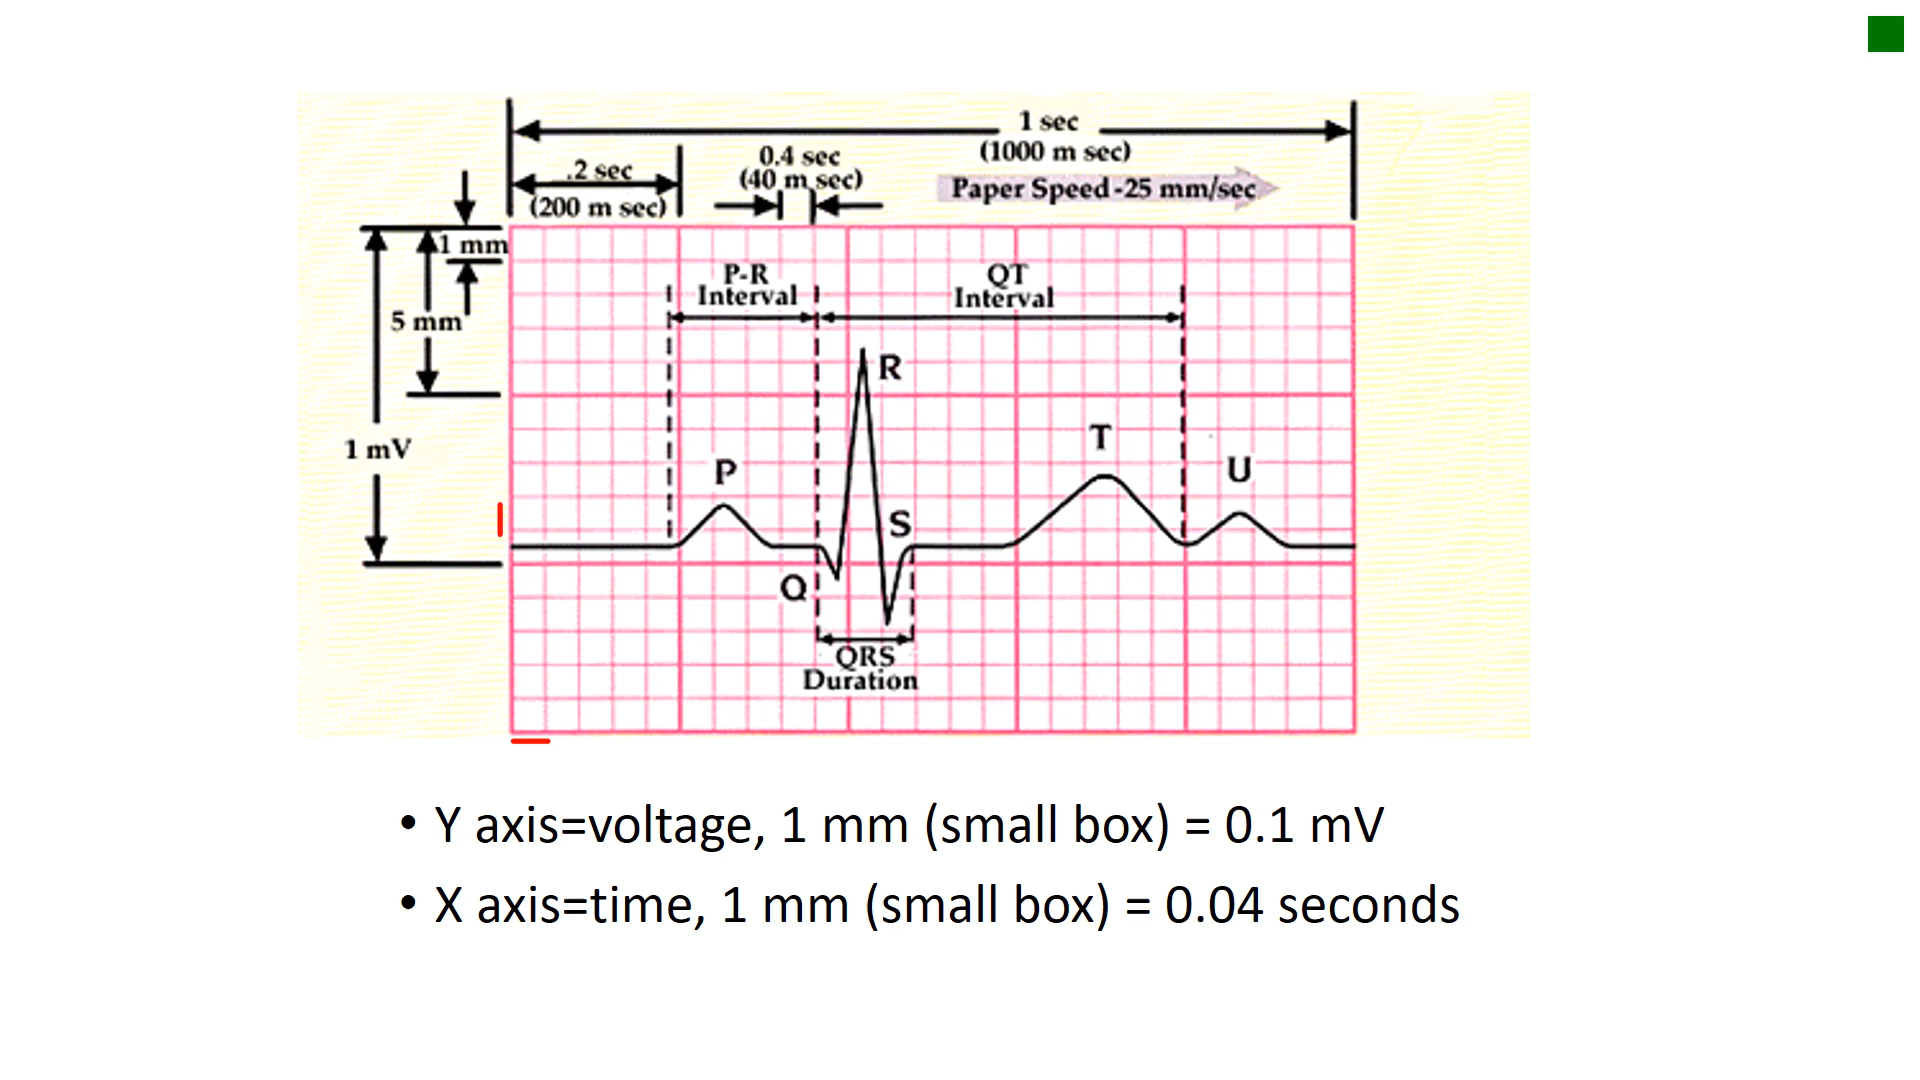 1 sec
(1000 m sec)
.2 sec
(200 m sec)
0.4 sec
(40 m sec)
Paper Speed-25 mm/sec
1 mm
5 mm
1 mV
P-R
Interval
QT
Interval
R
P
T
U
S
Q
QRS
Duration
• Y axis=voltage, 1 mm (small box) = 0.1 mV
• X axis=time, 1 mm (small box) = 0.04 seconds